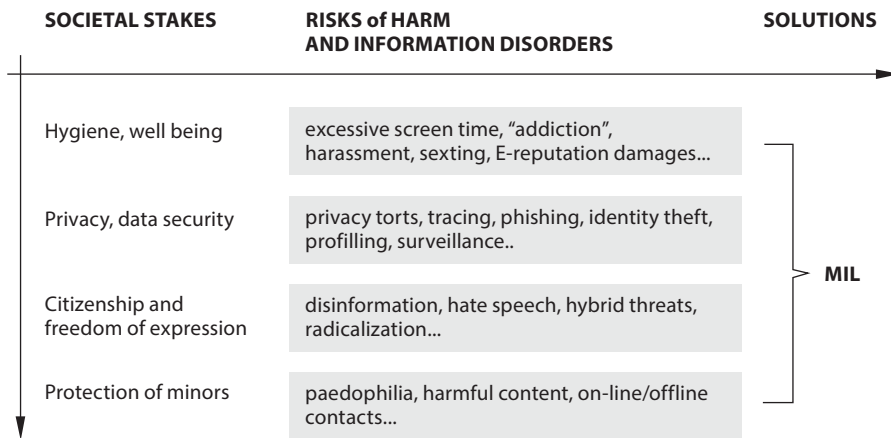 SOCIETAL STAKES
RISKS of HARM
AND INFORMATION DISORDERS
SOLUTIONS
Hygiene, well being
excessive screen time, “addiction”,
harassment, sexting, E-reputation damages...
Privacy, data security
privacy torts, tracing, phishing, identity theft,
profilling, surveillance..
MIL
Citizenship and
freedom of expression
disinformation, hate speech, hybrid threats,
radicalization...
Protection of minors
paedophilia, harmful content, on-line/offline
contacts...